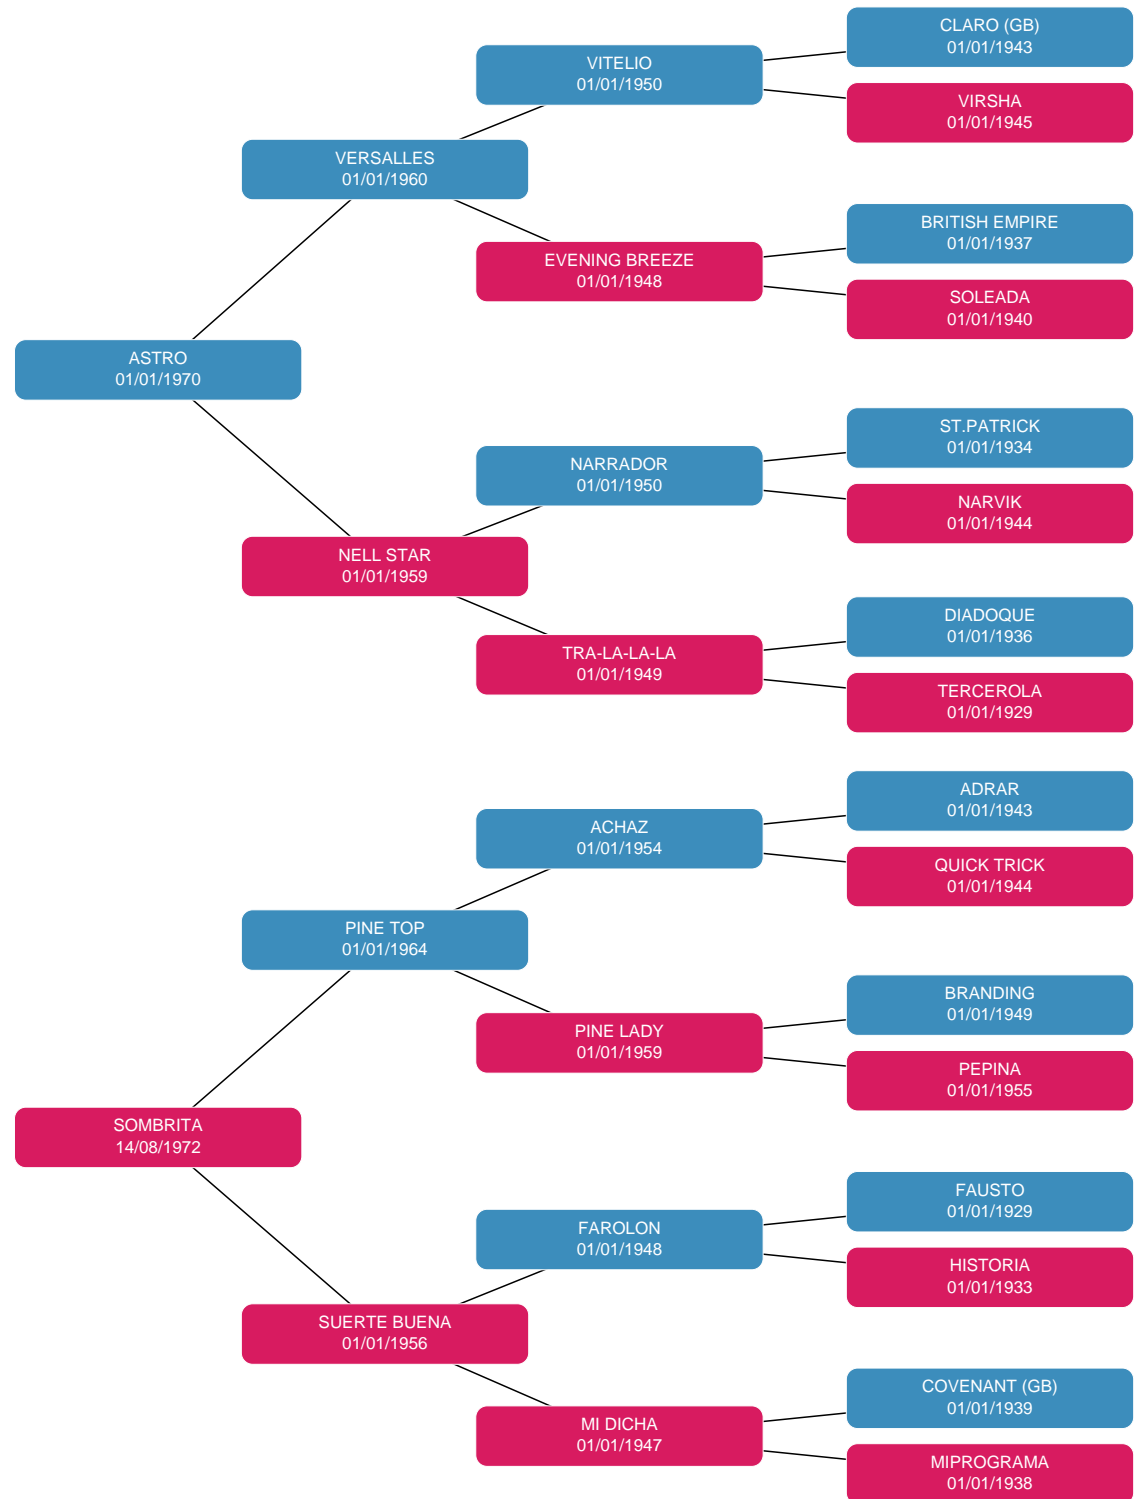 CLARO (GB)
01/01/1943
VITELIO
01/01/1950
VIRSHA
01/01/1945
VERSALLES
01/01/1960
BRITISH EMPIRE
01/01/1937
EVENING BREEZE
01/01/1948
SOLEADA
01/01/1940
ASTRO
01/01/1970
ST.PATRICK
01/01/1934
NARRADOR
01/01/1950
NARVIK
01/01/1944
NELL STAR
01/01/1959
DIADOQUE
01/01/1936
TRA-LA-LA-LA
01/01/1949
TERCEROLA
01/01/1929
ADRAR
01/01/1943
ACHAZ
01/01/1954
QUICK TRICK
01/01/1944
PINE TOP
01/01/1964
BRANDING
01/01/1949
PINE LADY
01/01/1959
PEPINA
01/01/1955
SOMBRITA
14/08/1972
FAUSTO
01/01/1929
FAROLON
01/01/1948
HISTORIA
01/01/1933
SUERTE BUENA
01/01/1956
COVENANT (GB)
01/01/1939
MI DICHA
01/01/1947
MIPROGRAMA
01/01/1938